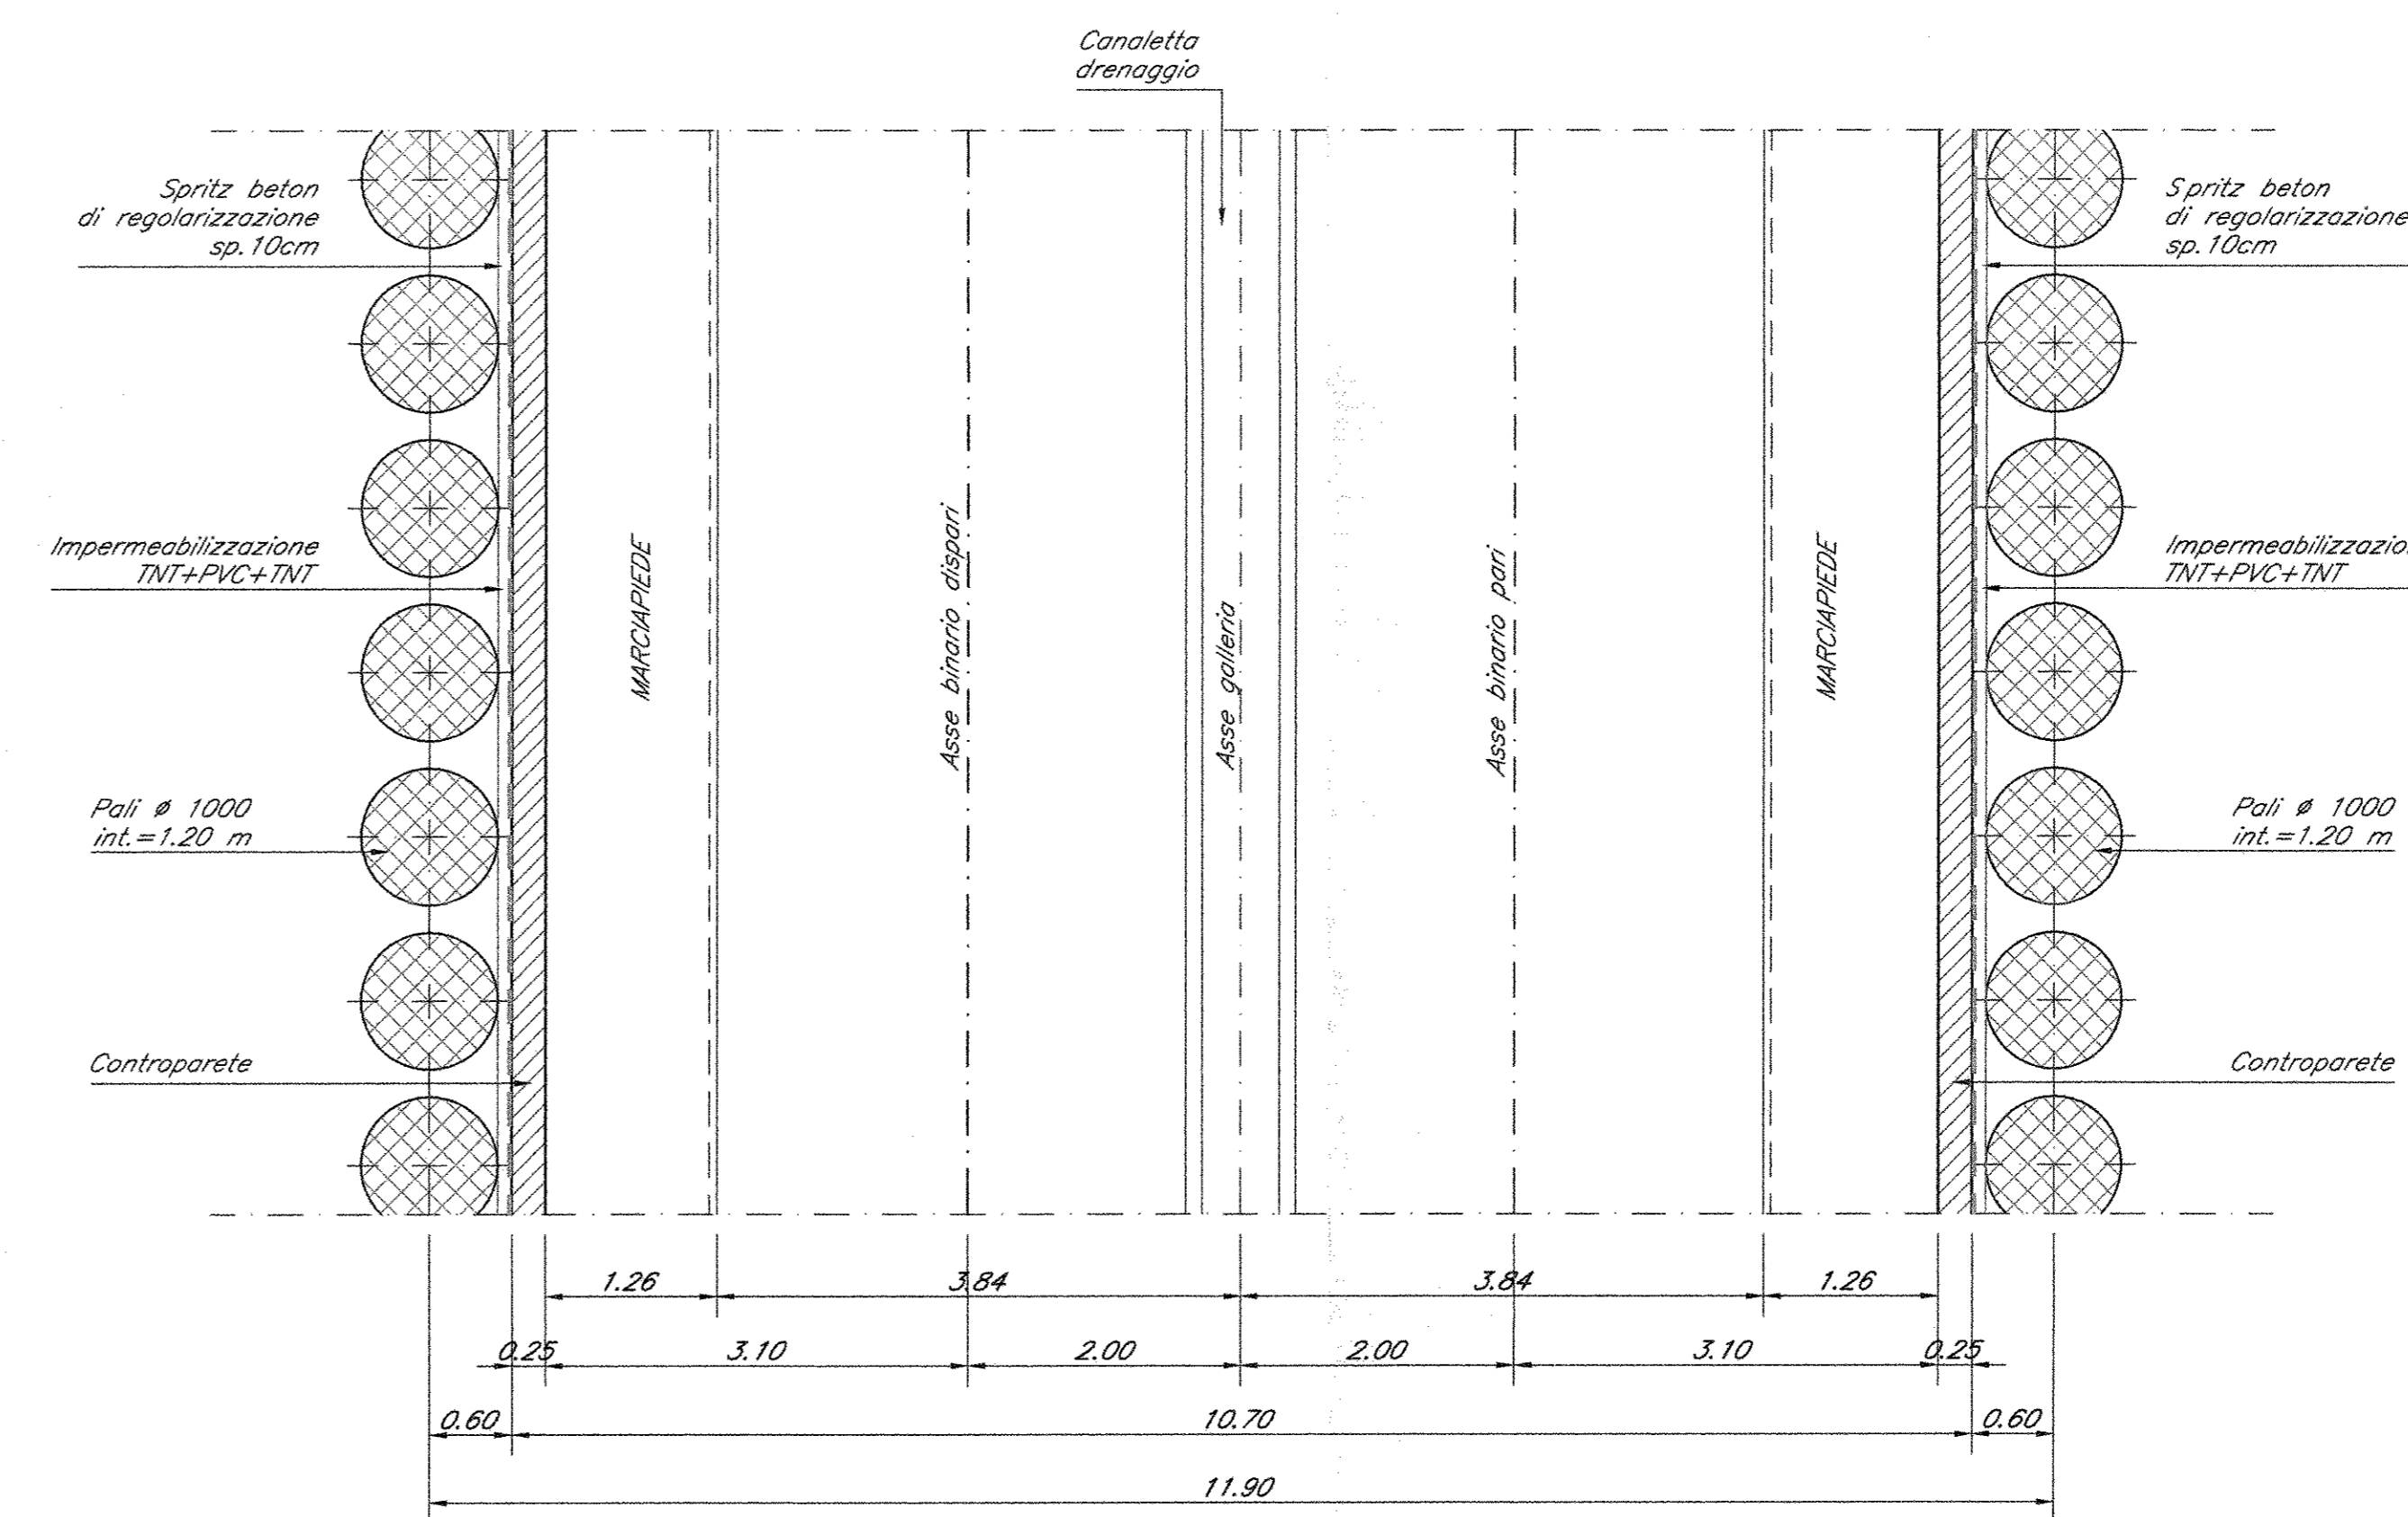 Canaletta
drenaggio
Spritz beton
di regolarizzazione
sp.10cm
Spritz beton
di regolarizzazione
sp.10cm
Impermeabilizzazione
TNT+PVC+TNT
MARCIAPIEDE
Asse binario dispari
Asse galleria
Asse binario pari
MARCIAPIEDE
Impermeabilizzazion
TNT+PVC+TNT
Pali ø 1000
int.=1.20 m
Pali ø 1000
int.=1.20 m
Controparete
Controparete
1.26 3.84 3.84 1.26
0.25 3.10 2.00 2.00 3.10 0.25
0.60 10.70 0.60
11.90